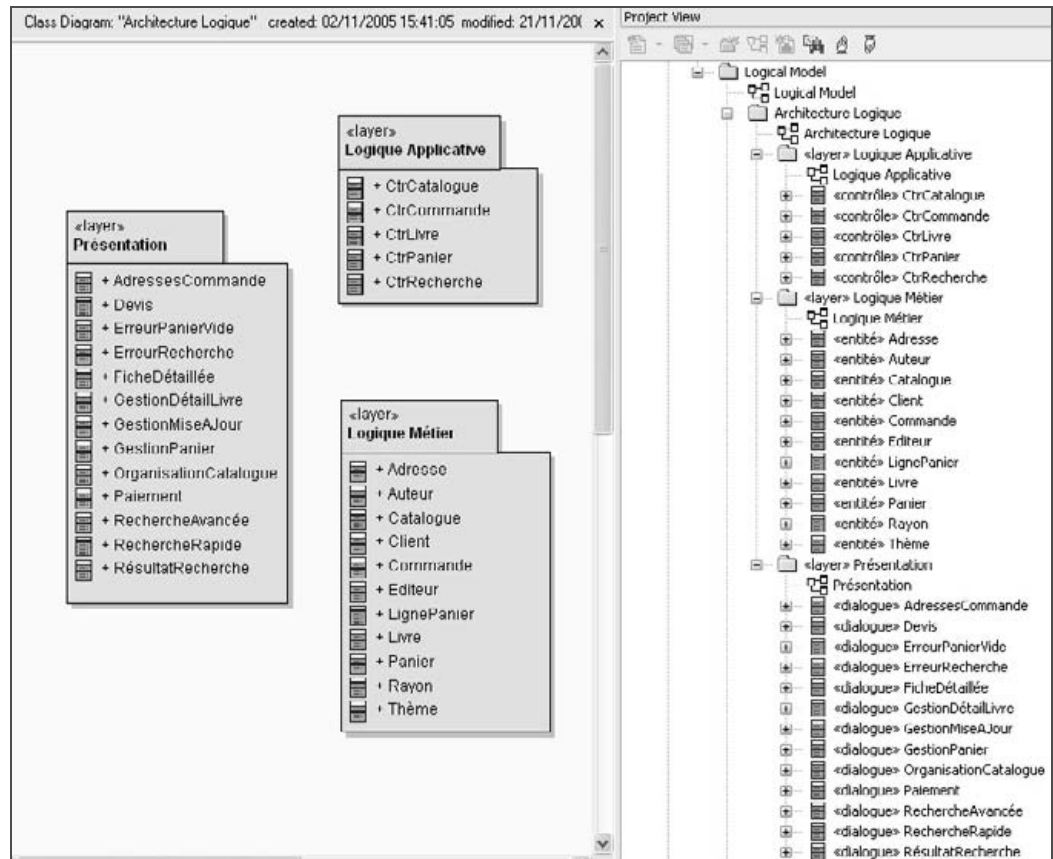 Class Diagram: "Architecture Logique" created: 02/11/2005 15:41:05 modified: 21/11/20
«layer»
Présentation
+ AdressesCommande
+ Devis
+ ErreurPanierVide
+ ErreurRecherche
+ FicheDétaillée
+ GestionDétailLivre
+ GestionMiseAJour
+ GestionPanier
+ OrganisationCatalogue
+ Paiement
+ RechercheAvancée
+ RechercheRapide
+ RésultatRecherche
«layer»
Logique Applicative
+ CtrCatalogue
+ CtrCommande
+ CtrLivre
+ CtrPanier
+ CtrRecherche
«layer»
Logique Métier
+ Adresse
+ Auteur
+ Catalogue
+ Client
+ Commande
+ Editeur
+ LignePanier
+ Livre
+ Panier
+ Rayon
+ Thème
Project View
Logical Model
Logical Model
Architecture Logique
Architecture Logique
«layer» Logique Applicative
Logique Applicative
«contrôle» CtrCatalogue
«contrôle» CtrCommande
«contrôle» CtrLivre
«contrôle» CtrPanier
«contrôle» CtrRecherche
«layer» Logique Métier
Logique Métier
«entité» Adresse
«entité» Auteur
«entité» Catalogue
«entité» Client
«entité» Commande
«entité» Editeur
«entité» LignePanier
«entité» Livre
«entité» Panier
«entité» Rayon
«entité» Thème
«layer» Présentation
Présentation
«dialogue» AdressesCommande
«dialogue» Devis
«dialogue» ErreurPanierVide
«dialogue» ErreurRecherche
«dialogue» FicheDétaillée
«dialogue» GestionDétailLivre
«dialogue» GestionMiseAJour
«dialogue» GestionPanier
«dialogue» OrganisationCatalogue
«dialogue» Paiement
«dialogue» RechercheAvancée
«dialogue» RechercheRapide
«dialogue» RésultatRecherche